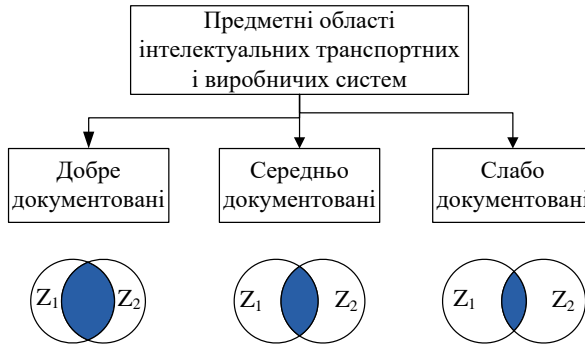 Предметні області
інтелектуальних транспортних
і виробничих систем
Добре
документовані
Середньо
документовані
Слабо
документовані
Z₁ Z₂
Z₁ Z₂
Z₁ Z₂